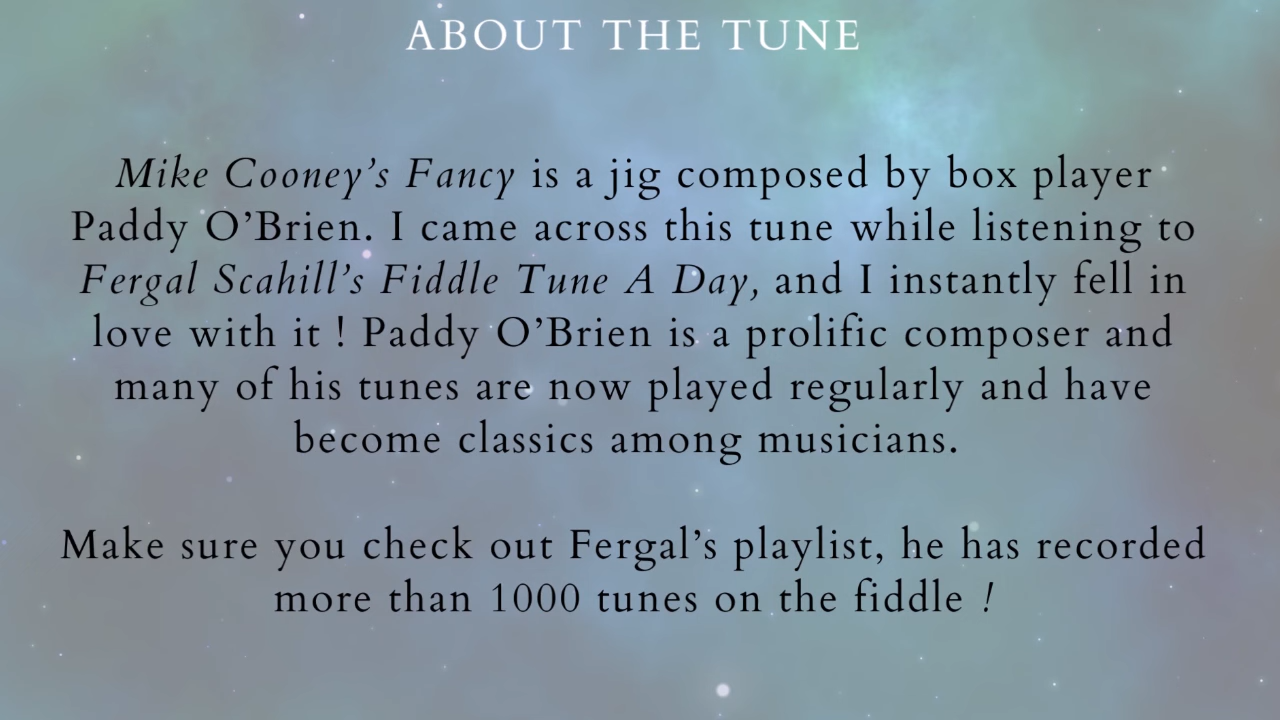 ABOUT THE TUNE
Mike Cooney’s Fancy is a jig composed by box player
Paddy O’Brien. I came across this tune while listening to
Fergal Scahill’s Fiddle Tune A Day, and I instantly fell in
love with it ! Paddy O’Brien is a prolific composer and
many of his tunes are now played regularly and have
become classics among musicians.
Make sure you check out Fergal’s playlist, he has recorded
more than 1000 tunes on the fiddle !